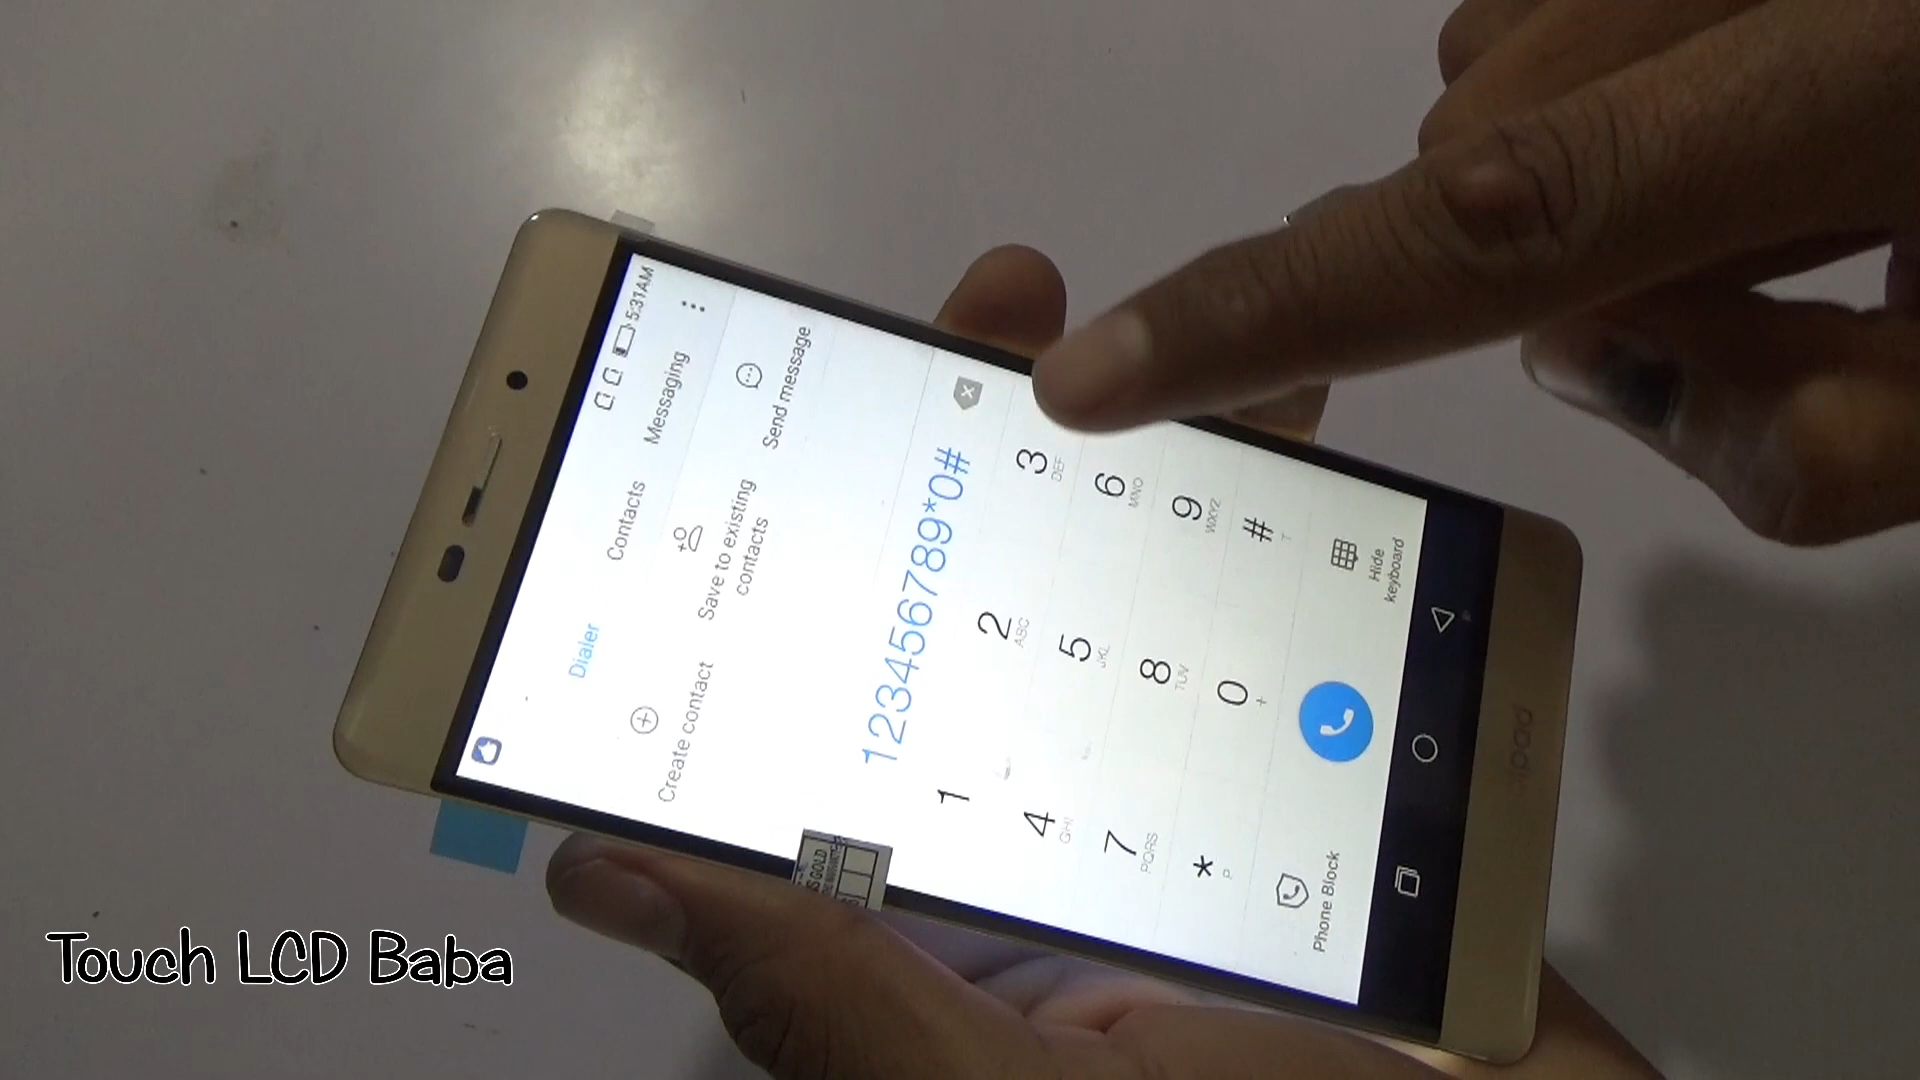 5:31AM
Dialer
Contacts
Messaging
Create contact
Save to existing
contacts
Send message
123456789*0#
1
2
ABC
3
DEF
4
GHI
5
JKL
6
MNO
7
PQRS
8
TUV
9
WXYZ
*
P
0
+
#
T
Phone Block
Hide
keyboard
Touch LCD Baba